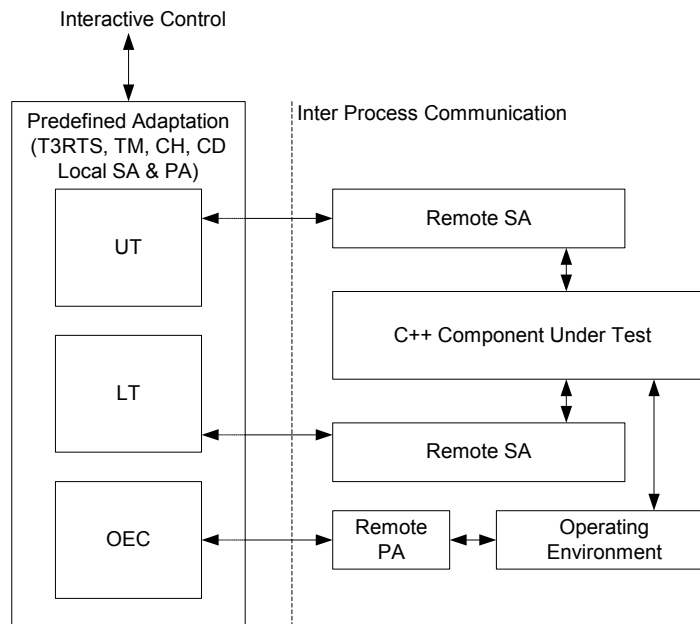 Interactive Control
Predefined Adaptation
(T3RTS, TM, CH, CD
Local SA & PA)
Inter Process Communication
UT
Remote SA
C++ Component Under Test
LT
Remote SA
OEC
Remote
PA
Operating
Environment